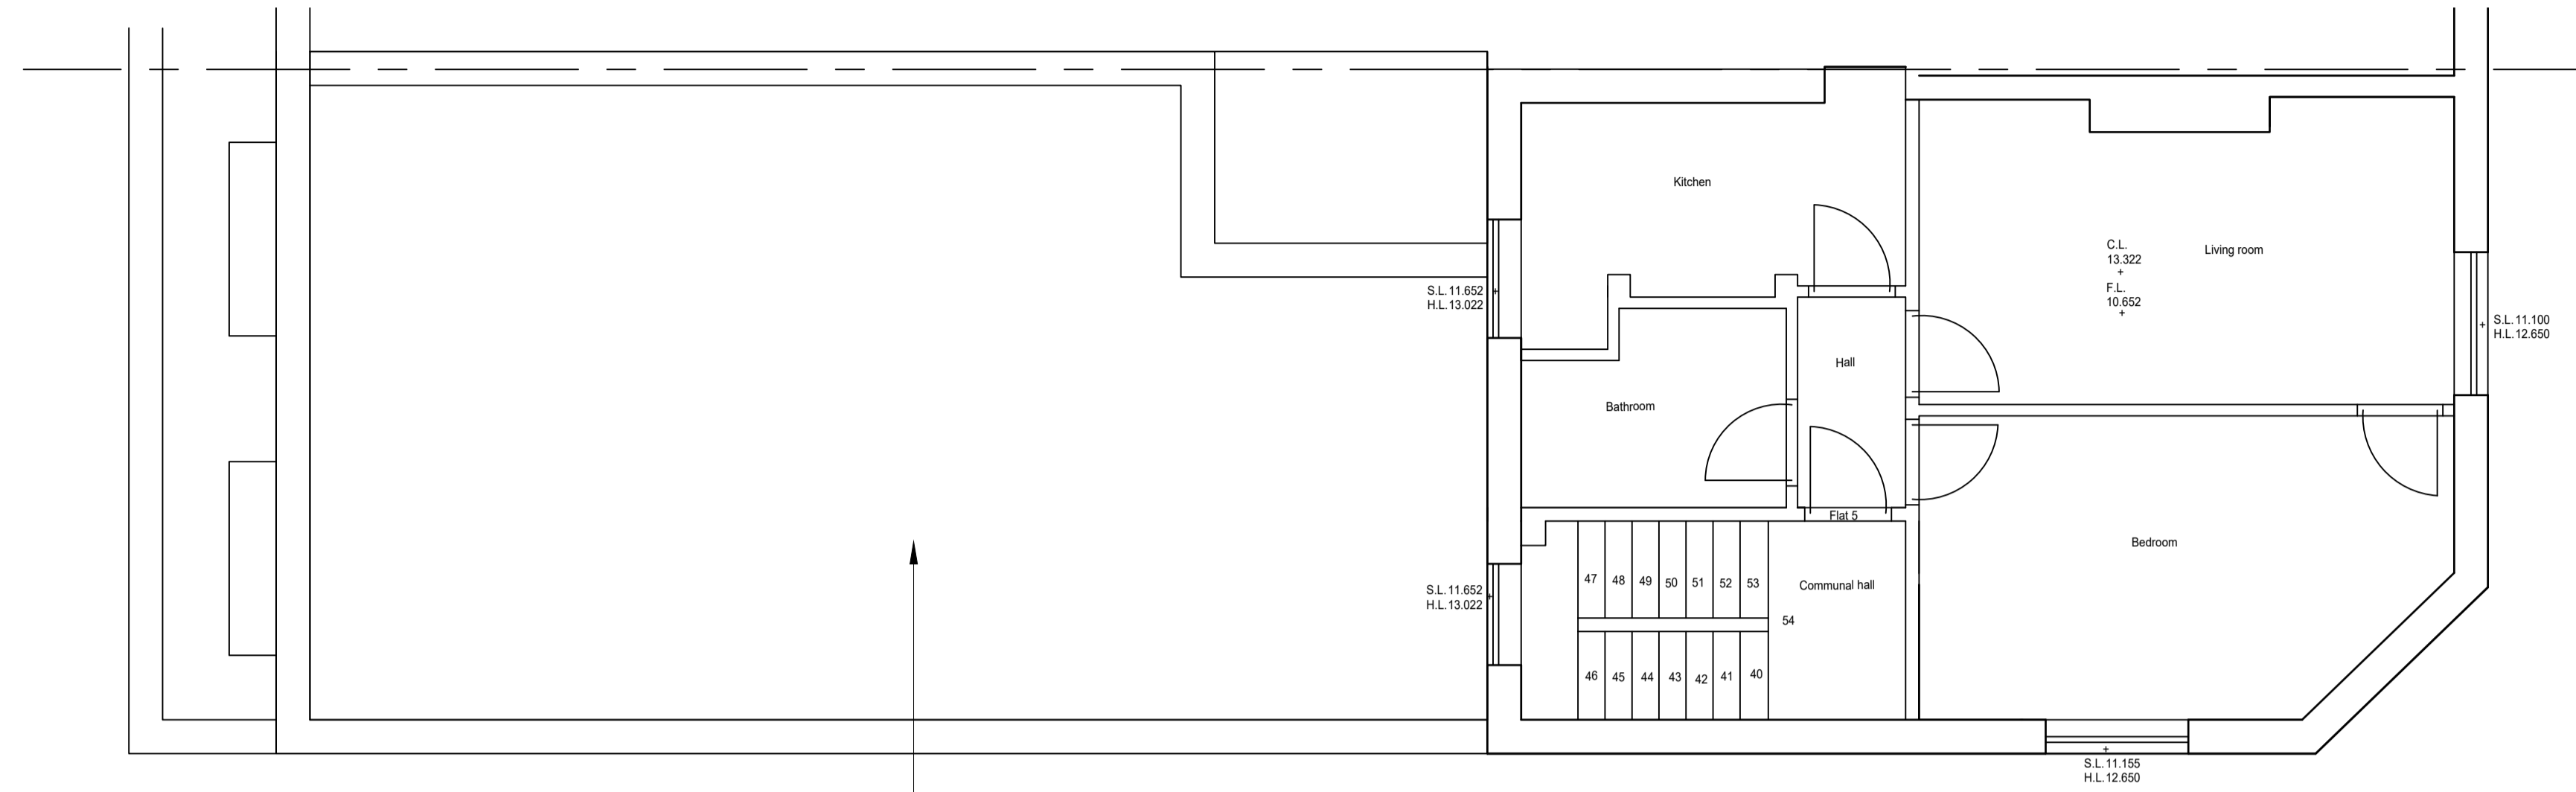 Kitchen
C.L.
13.322
Living room
F.L.
10.652
S.L. 11.652
H.L. 13.022
S.L. 11.100
H.L. 12.650
Hall
Bathroom
Flat 5
Bedroom
47 48 49 50 51 52 53
Communal hall
S.L. 11.652
H.L. 13.022
54
46 45 44 43 42 41 40
S.L. 11.155
H.L. 12.650